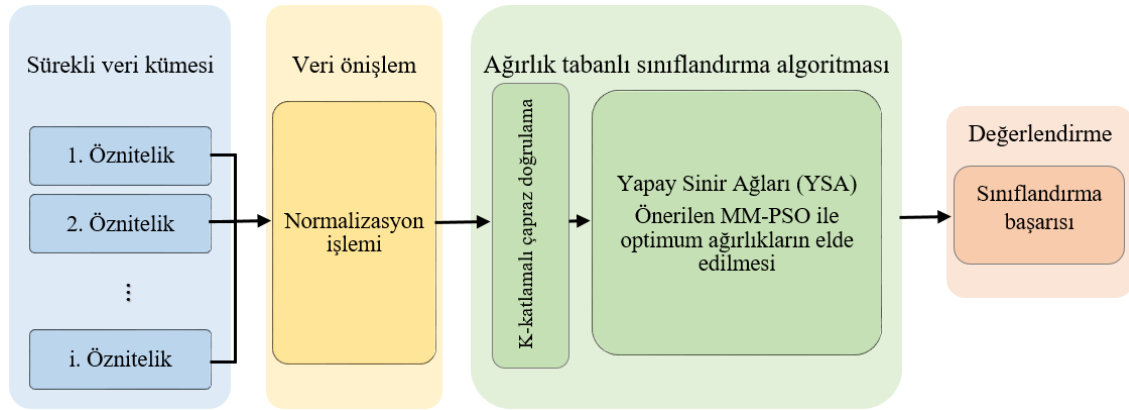 Sürekli veri kümesi
1. Öznitelik
2. Öznitelik
...
i. Öznitelik
Veri önişlem
Normalizasyon
işlemi
Ağırlık tabanlı sınıflandırma algoritması
K-katlamalı çapraz doğrulama
Yapay Sinir Ağları (YSA)
Önerilen MM-PSO ile
optimum ağırlıkların elde
edilmesi
Değerlendirme
Sınıflandırma
başarısı